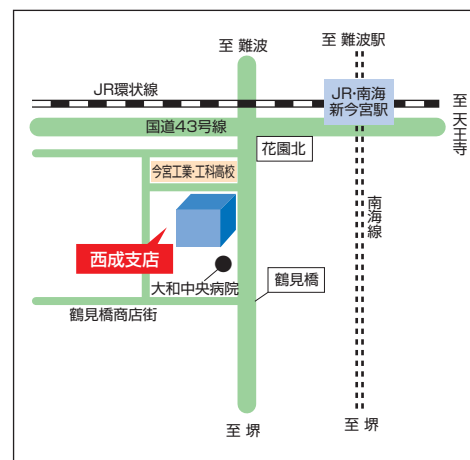 至 難波
至 難波駅
JR環状線
JR・南海
新今宮駅
至天王寺
国道43号線
花園北
今宮工業・工科高校
南海線
西成支店
大和中央病院
鶴見橋
鶴見橋商店街
至 堺
至 堺